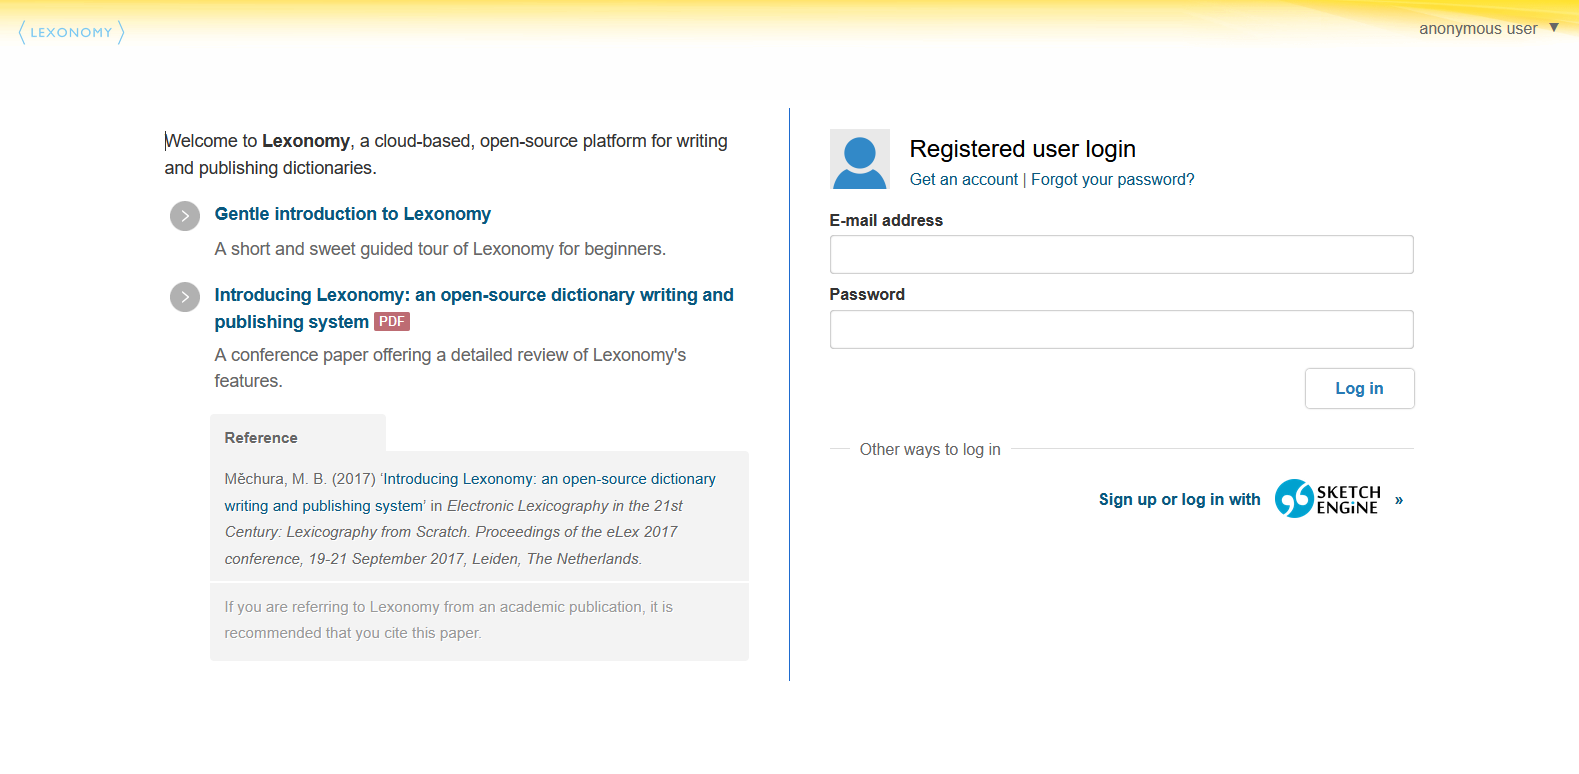 LEXONOMY
anonymous user ▼
Welcome to Lexonomy, a cloud-based, open-source platform for writing
and publishing dictionaries.
Gentle introduction to Lexonomy
A short and sweet guided tour of Lexonomy for beginners.
Introducing Lexonomy: an open-source dictionary writing and
publishing system PDF
A conference paper offering a detailed review of Lexonomy's
features.
Reference
Měchura, M. B. (2017) ‘Introducing Lexonomy: an open-source dictionary
writing and publishing system’ in Electronic Lexicography in the 21st
Century: Lexicography from Scratch. Proceedings of the eLex 2017
conference, 19-21 September 2017, Leiden, The Netherlands.
If you are referring to Lexonomy from an academic publication, it is
recommended that you cite this paper.
Registered user login
Get an account | Forgot your password?
E-mail address
Password
Log in
Other ways to log in
Sign up or log in with SKETCH ENGiNE »